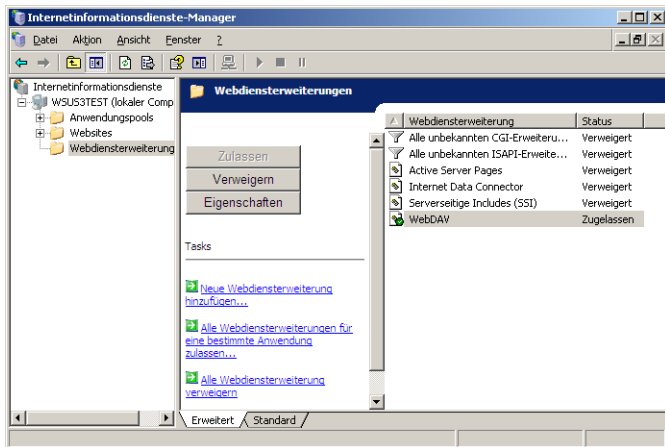 Internetinformationsdienste-Manager
Datei Aktion Ansicht Fenster ?
Internetinformationsdienste
WSUS3TEST (lokaler Comp
Anwendungspools
Websites
Webdiensterweiterung
Webdiensterweiterungen
Zulassen
Verweigern
Eigenschaften
Tasks
Neue Webdiensterweiterung
hinzufügen...
Alle Webdiensterweiterungen für
eine bestimmte Anwendung
zulassen...
Alle Webdiensterweiterung
verweigern
Webdiensterweiterung Status
Alle unbekannten CGI-Erweiteru... Verweigert
Alle unbekannten ISAPI-Erweite... Verweigert
Active Server Pages Verweigert
Internet Data Connector Verweigert
Serverseitige Includes (SSI) Verweigert
WebDAV Zugelassen
Erweitert Standard